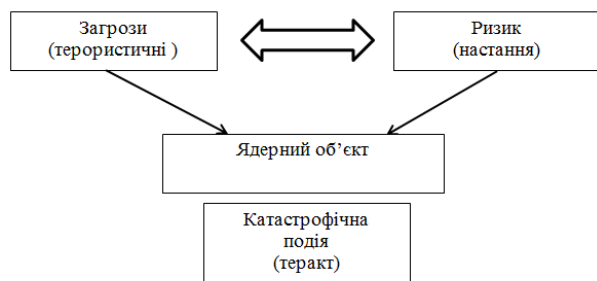 Загрози
(терористичні )
Ризик
(настання)
Ядерний об’єкт
Катастрофічна
подія
(теракт)